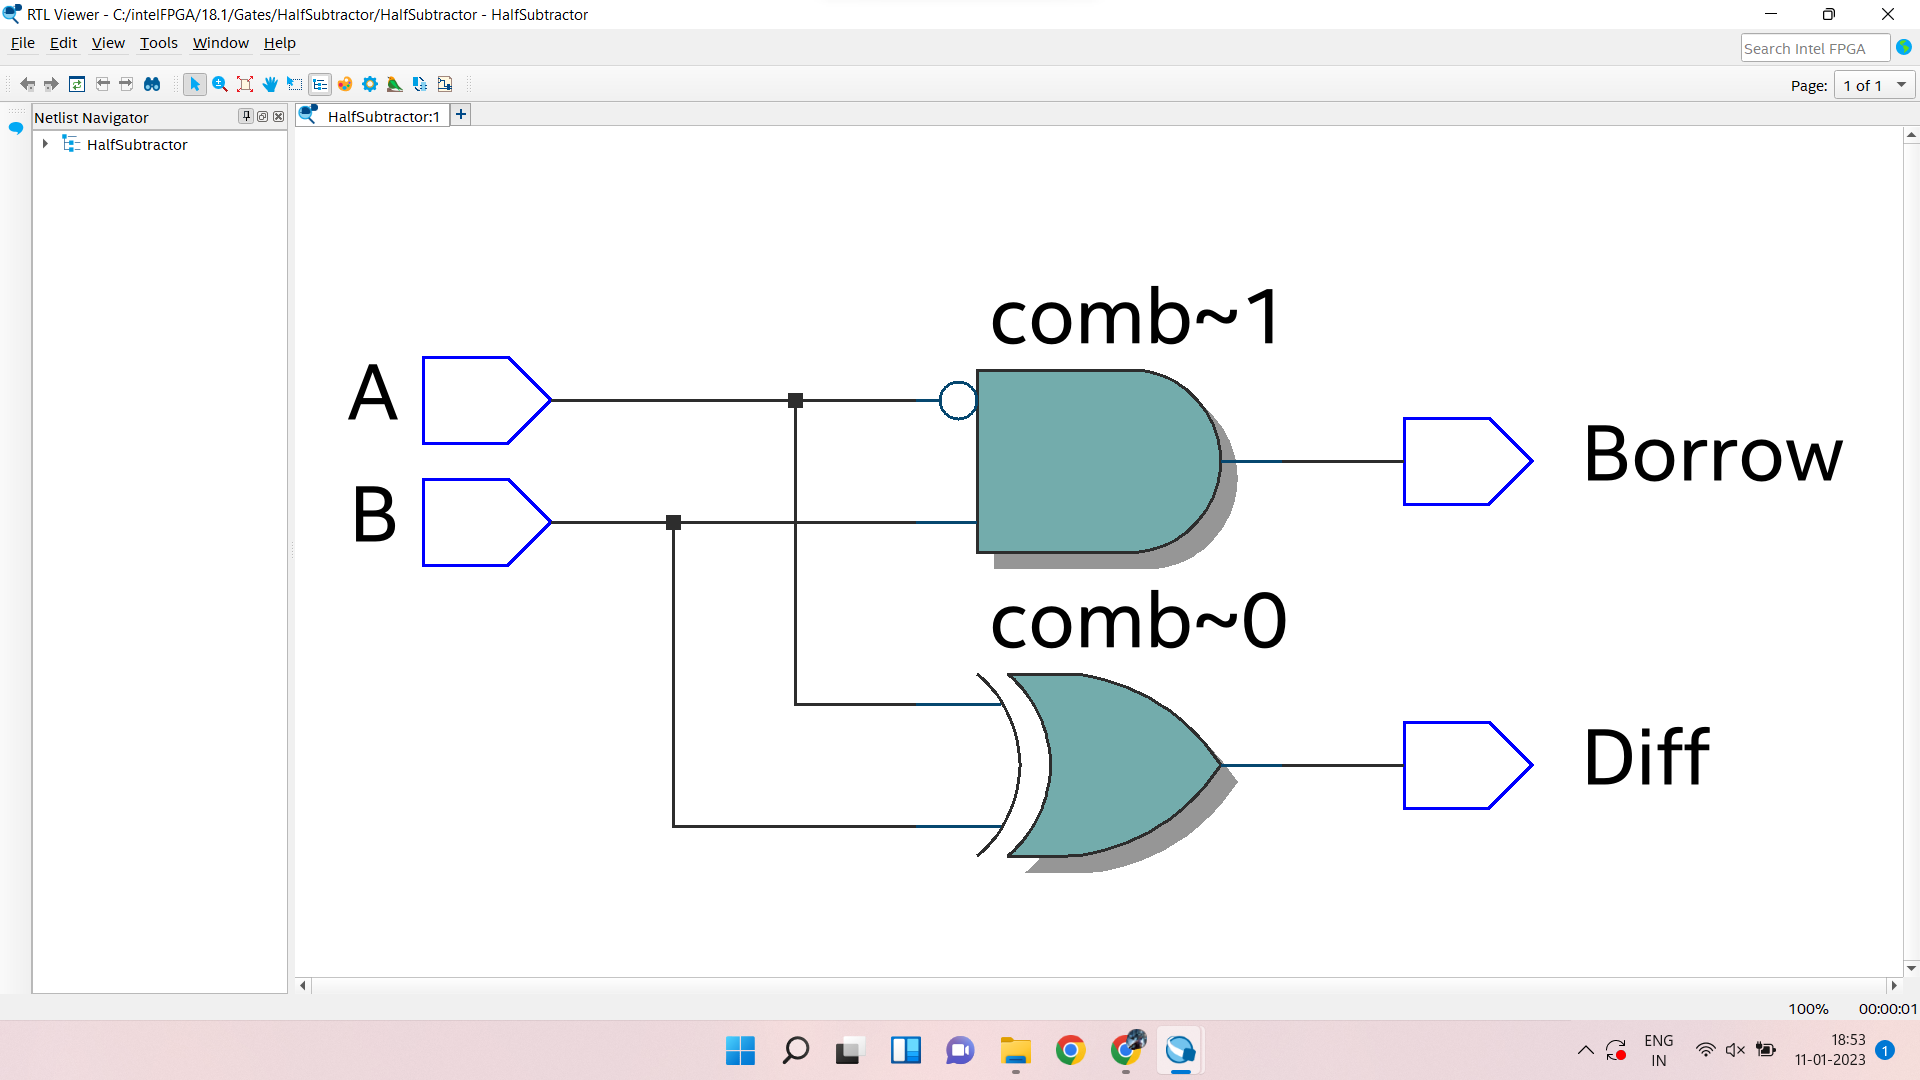 RTL Viewer - C:/intelFPGA/18.1/Gates/HalfSubtractor/HalfSubtractor - HalfSubtractor
File Edit View Tools Window Help
Search Intel FPGA
Page: 1 of 1
Netlist Navigator
HalfSubtractor:1
HalfSubtractor
comb~1
A
Borrow
B
comb~0
Diff
100% 00:00:01
ENG
IN
18:53
11-01-2023
1